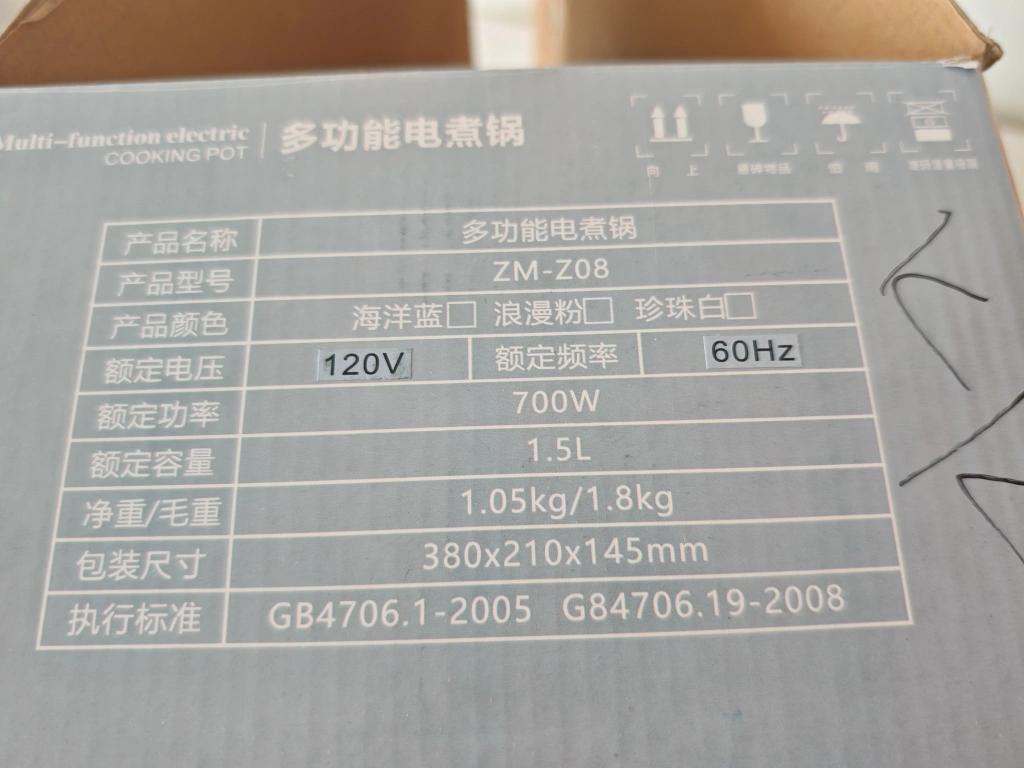 Multi-function electric
COOKING POT
多功能电煮锅
向 上
产品名称 多功能电煮锅
产品型号 ZM-Z08
产品颜色 海洋蓝□ 浪漫粉□ 珍珠白□
额定电压 120V 额定频率 60Hz
额定功率 700W
额定容量 1.5L
净重/毛重 1.05kg/1.8kg
包装尺寸 380x210x145mm
执行标准 GB4706.1-2005 G84706.19-2008